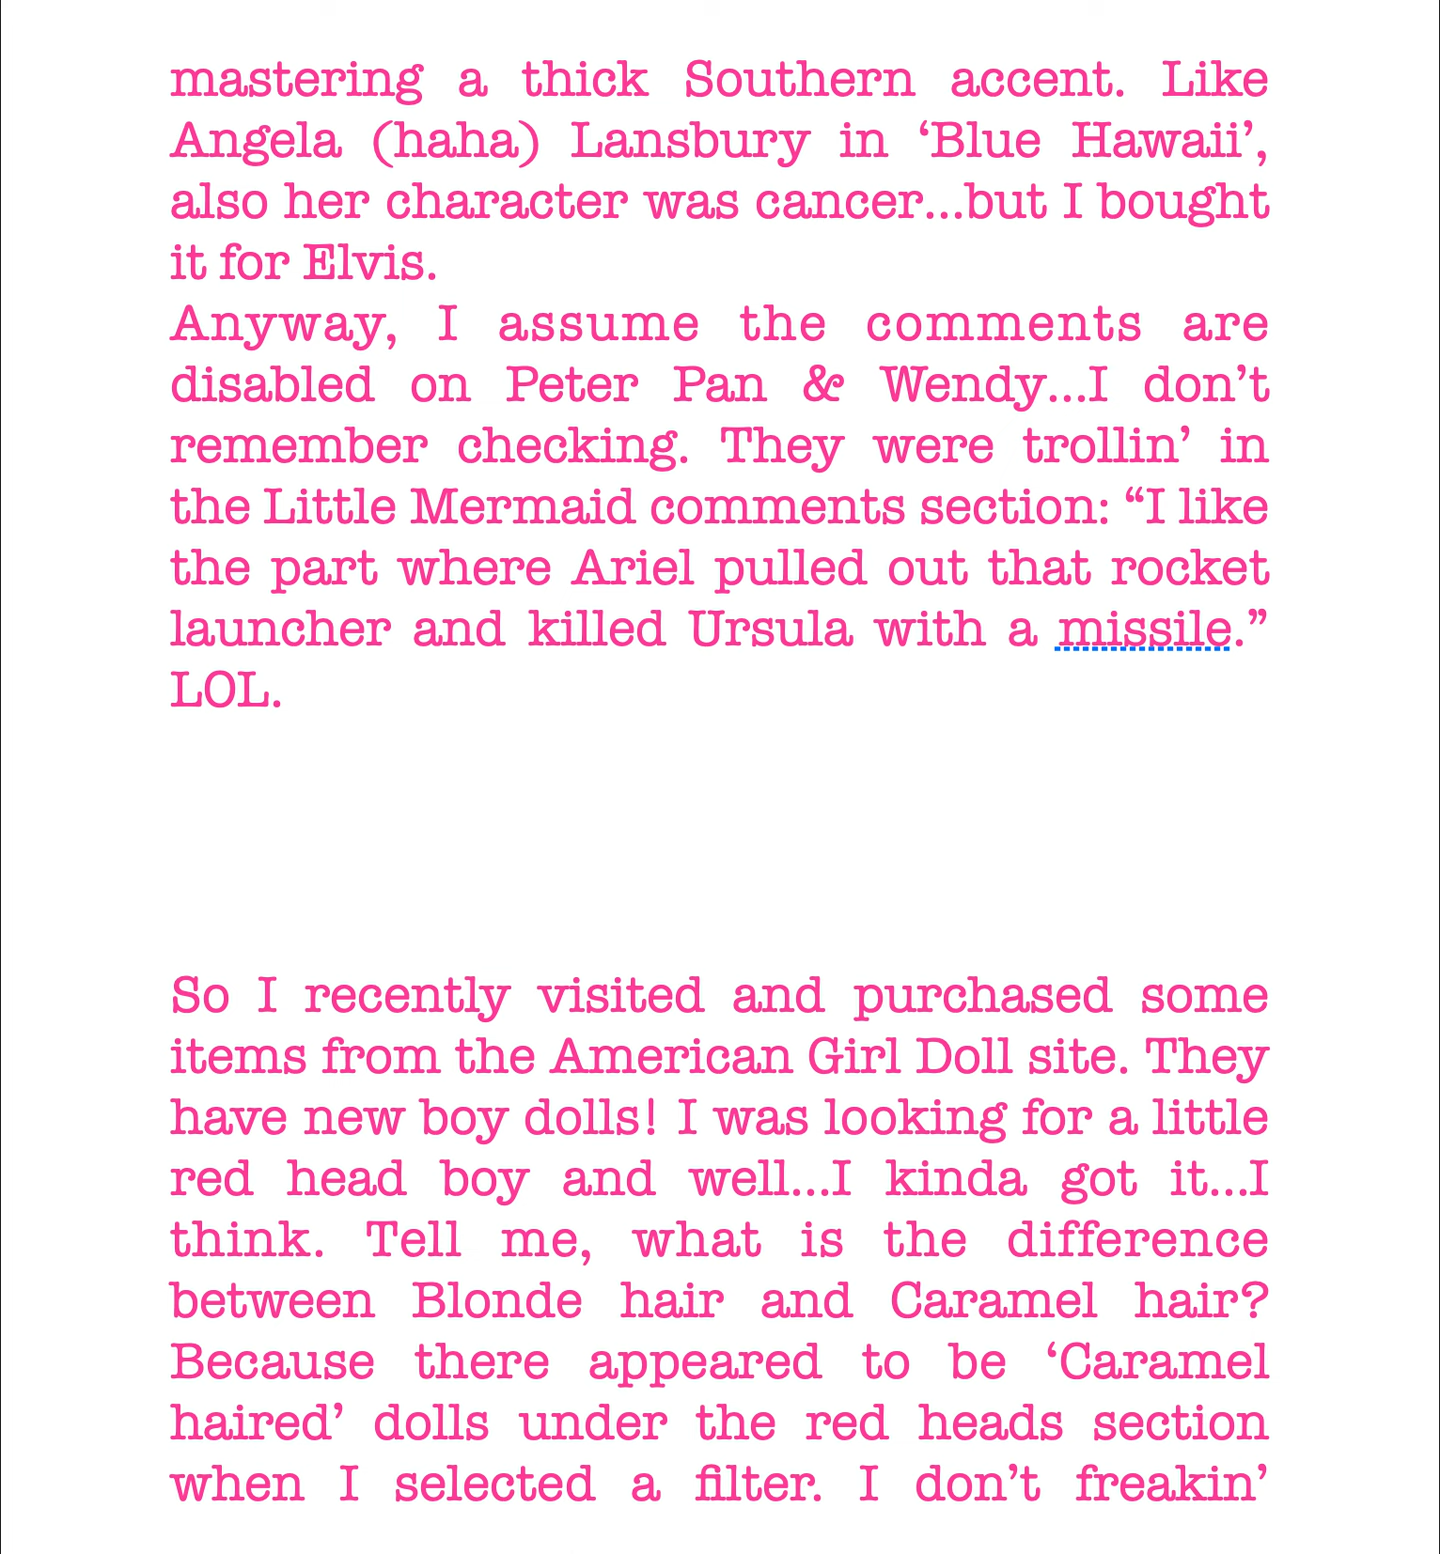 mastering a thick Southern accent. Like
Angela (haha) Lansbury in ‘Blue Hawaii’,
also her character was cancer...but I bought
it for Elvis.
Anyway, I assume the comments are
disabled on Peter Pan & Wendy...I don’t
remember checking. They were trollin’ in
the Little Mermaid comments section: “I like
the part where Ariel pulled out that rocket
launcher and killed Ursula with a missile.”
LOL.
So I recently visited and purchased some
items from the American Girl Doll site. They
have new boy dolls! I was looking for a little
red head boy and well...I kinda got it...I
think. Tell me, what is the difference
between Blonde hair and Caramel hair?
Because there appeared to be ‘Caramel
haired’ dolls under the red heads section
when I selected a filter. I don’t freakin’